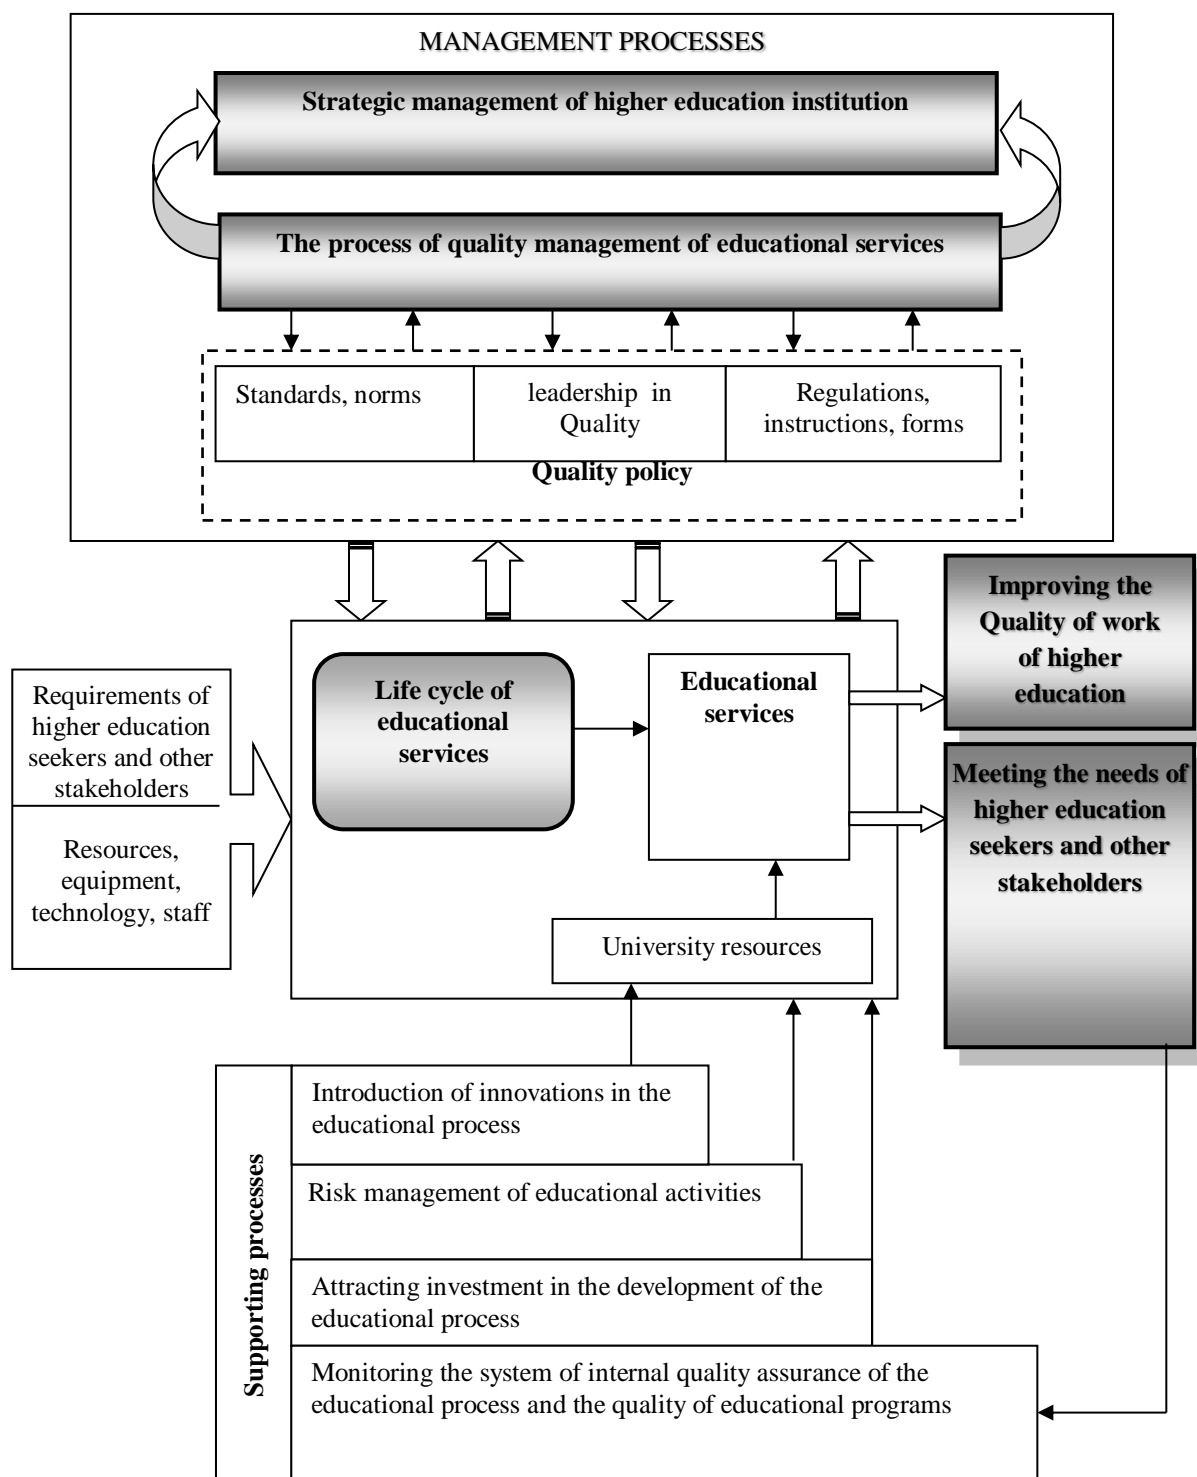 MANAGEMENT PROCESSES
Strategic management of higher education institution
The process of quality management of educational services
Standards, norms
leadership in
Quality
Regulations,
instructions, forms
Quality policy
Improving the
Quality of work
of higher
education
Life cycle of
educational
services
Educational
services
Requirements of
higher education
seekers and other
stakeholders
Resources,
equipment,
technology, staff
Meeting the needs of
higher education
seekers and other
stakeholders
University resources
Supporting processes
Introduction of innovations in the
educational process
Risk management of educational activities
Attracting investment in the development of the
educational process
Monitoring the system of internal quality assurance of the
educational process and the quality of educational programs